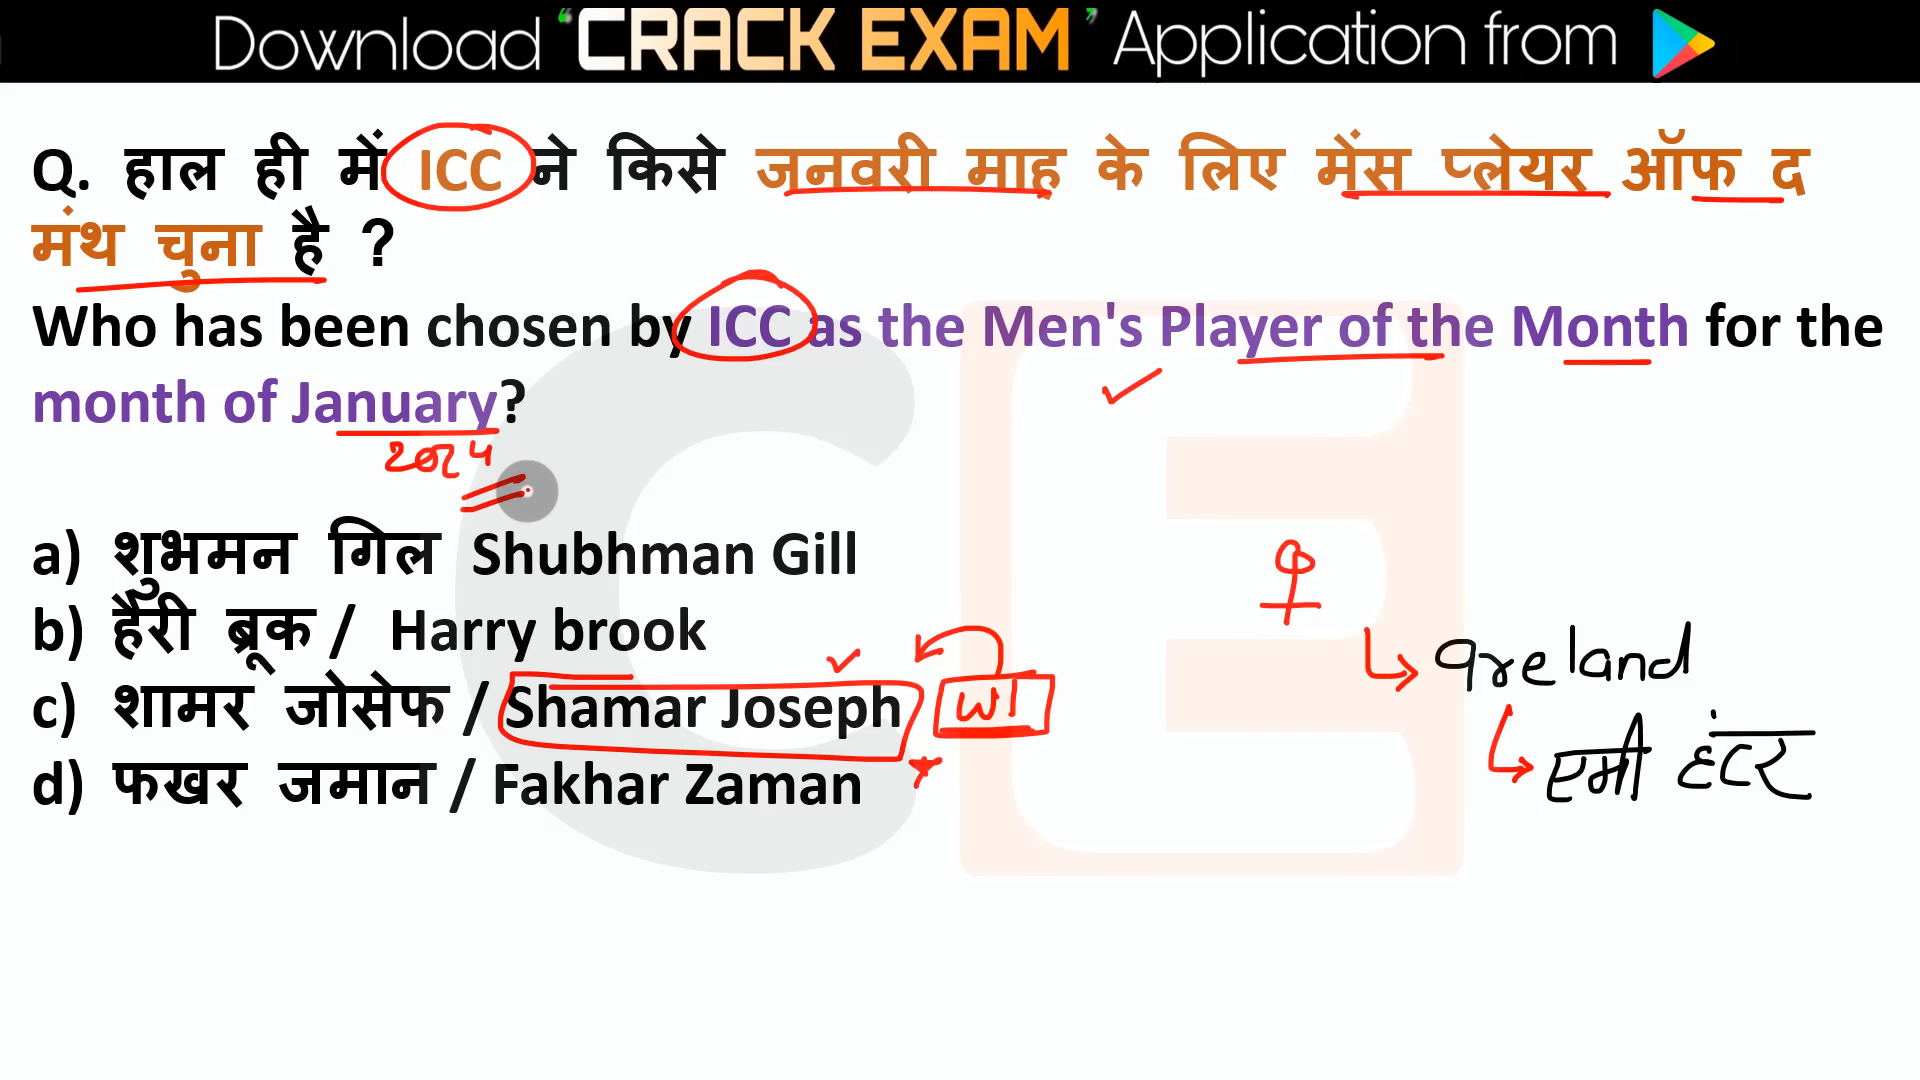 Download ‘CRACK EXAM’ Application from
Q. हाल ही में ICC ने किसे जनवरी माह के लिए मेंस प्लेयर ऑफ द
मंथ चुना है ?
Who has been chosen by ICC as the Men's Player of the Month for the
month of January?
2024
a) शुभमन गिल Shubhman Gill
b) हैरी ब्रूक / Harry brook
c) शामर जोसेफ / Shamar Joseph WI
d) फखर जमान / Fakhar Zaman
Ireland
एमी हंटर